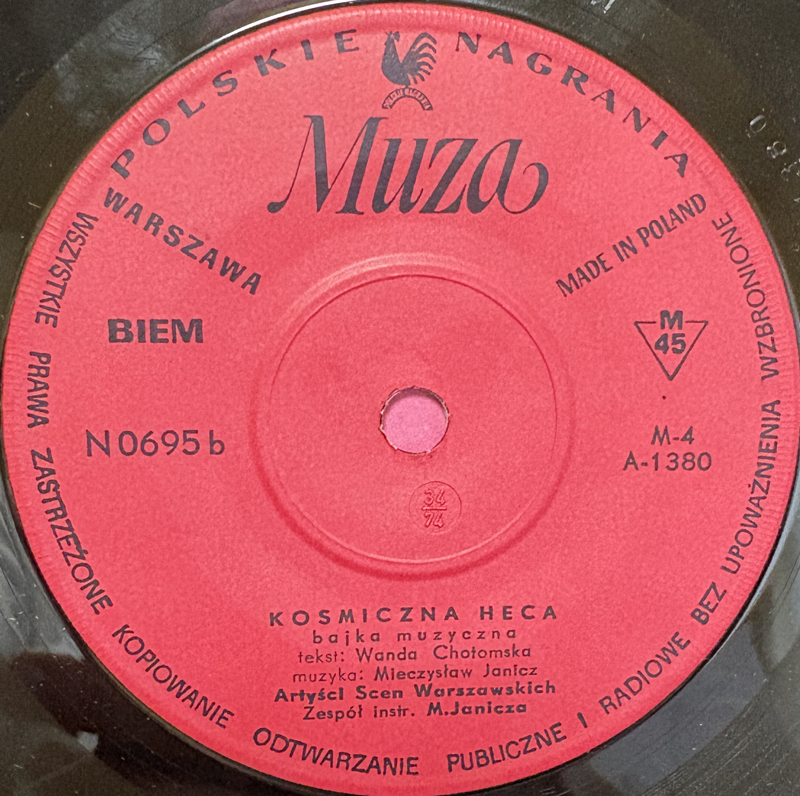 POLSKIE NAGRANIA
Muza
WARSZAWA
MADE IN POLAND
BIEM
M
45
N0695b
M-4
A-1380
34
74
KOSMICZNA HECA
bajka muzyczna
tekst: Wanda Chotomska
muzyka: Mieczysław Janicz
Artyści Scen Warszawskich
Zespół instr. M.Janicza
WSZYSTKIE PRAWA ZASTRZEŻONE KOPIOWANIE ODTWARZANIE PUBLICZNE I RADIOWE BEZ UPOWAŻNIENIA WZBRONIONE